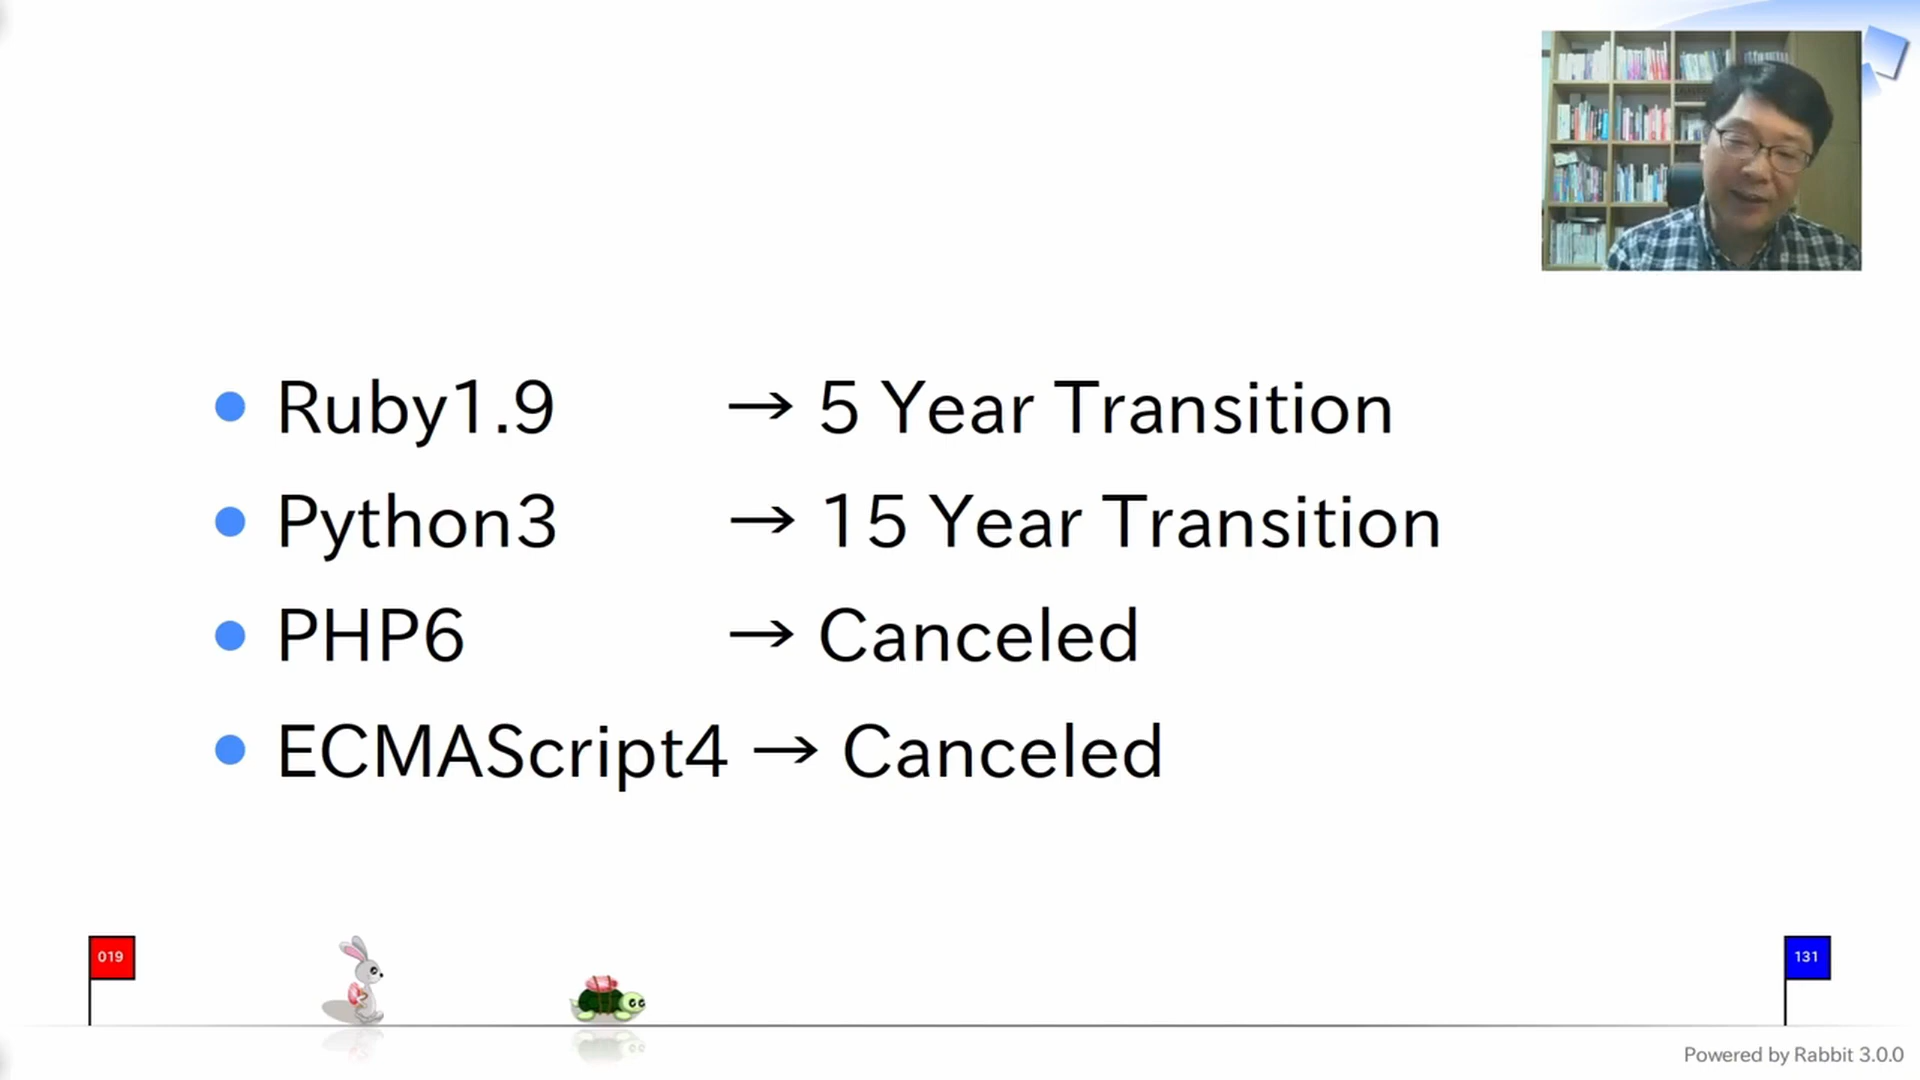 Ruby1.9 → 5 Year Transition
Python3 → 15 Year Transition
PHP6 → Canceled
ECMAScript4 → Canceled
019
131
Powered by Rabbit 3.0.0